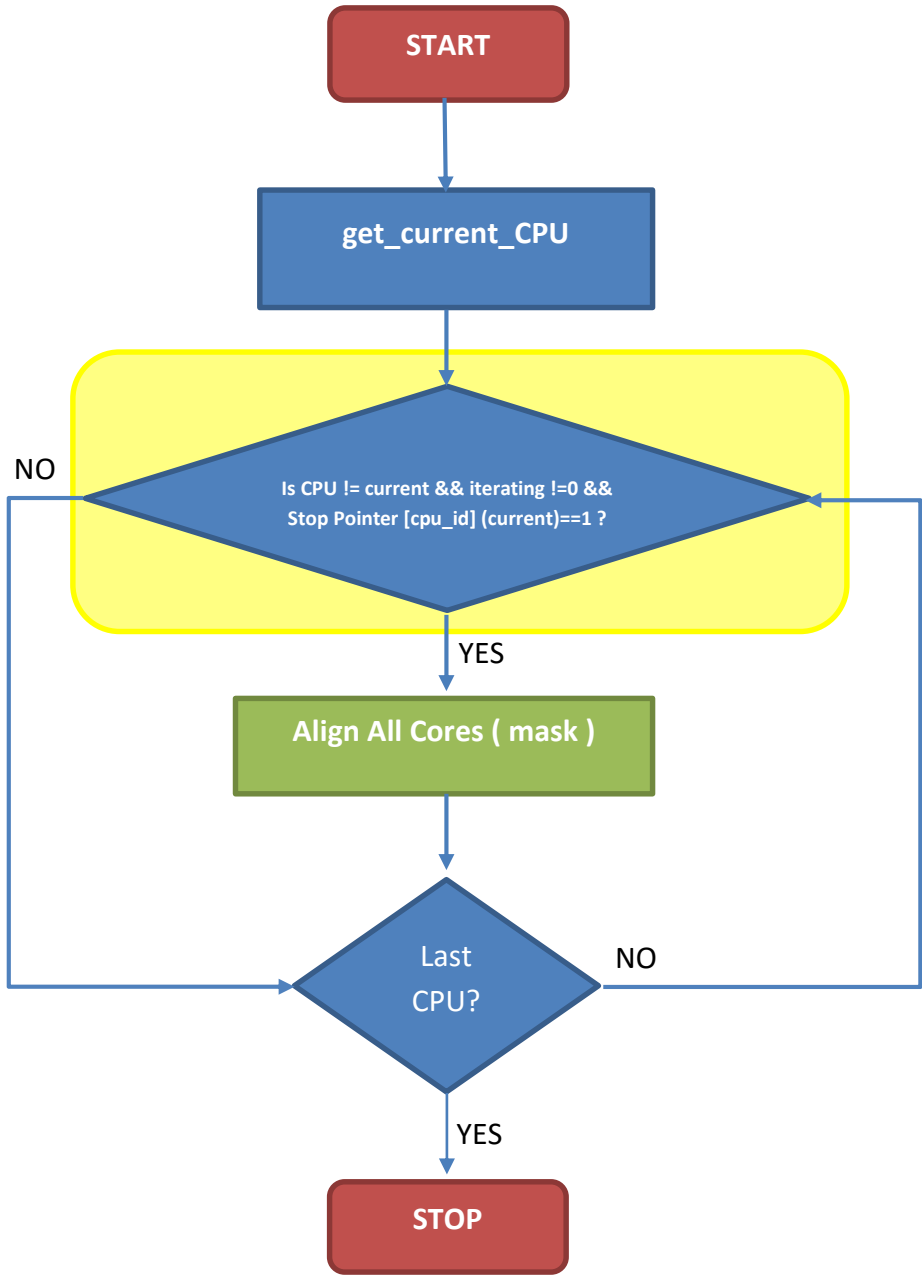 START
get_current_CPU
NO
Is CPU != current && iterating !=0 &&
Stop Pointer [cpu_id] (current)==1 ?
YES
Align All Cores ( mask )
Last
CPU?
NO
YES
STOP